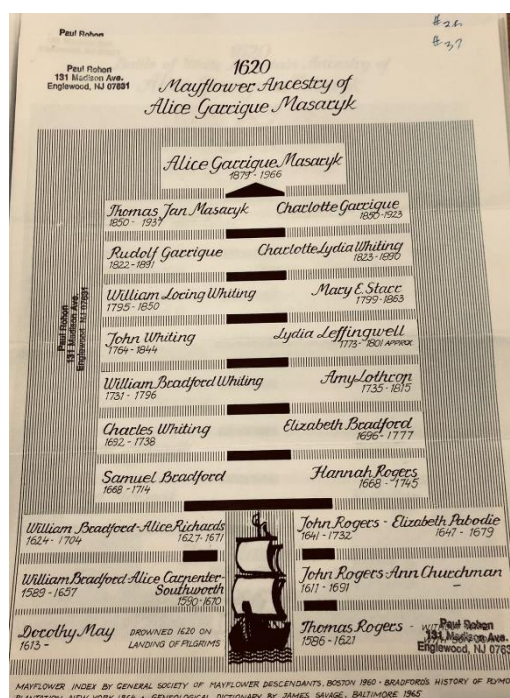 #26
#37
Paul Rohon
Paul Rohon
131 Madison Ave.
Englewood, NJ 07631
1620
Mayflower Ancestry of
Alice Garrigue Masaryk
Alice Garrigue Masaryk
1879 - 1966
Thomas Jan Masaryk Charlotte Garrigue
1850 - 1937 1850-1923
Rudolf Garrigue Charlotte Lydia Whiting
1822 - 1891 1823-1890
William Loring Whiting Mary E. Starr
1795 - 1850 1799-1863
John Whiting Lydia Leffingwell
1764 - 1844 1773 - 1801 APPROX
William Bradford Whiting Amy Lothrop
1731 - 1796 1735-1815
Charles Whiting Elizabeth Bradford
1692 - 1738 1696-1777
Samuel Bradford Hannah Rogers
1668 - 1714 1668 - 1745
Paul Rohon
131 Madison Ave.
Englewood, NJ 07631
William Bradford-Alice Richards John Rogers - Elizabeth Pabodie
1624 - 1704 1627-1671 1641 - 1732 1647 - 1679
William Bradford-Alice Carpenter- John Rogers-Ann Churchman
Southworth
1589 - 1657 1590-1670 1611 - 1691 -
Dorothy May DROWNED 1620 ON Thomas Rogers -
1613 - LANDING OF PILGRIMS 1586 - 1621
Paul Rohon
131 Madison Ave.
Englewood, NJ 0763
MAYFLOWER INDEX BY GENERAL SOCIETY OF MAYFLOWER DESCENDANTS, BOSTON 1960 - BRADFORD'S HISTORY OF PLYMO
PLANTATION, NEW YORK 1966 - GENEOLOGICAL DICTIONARY BY JAMES SAVAGE, BALTIMORE 1965